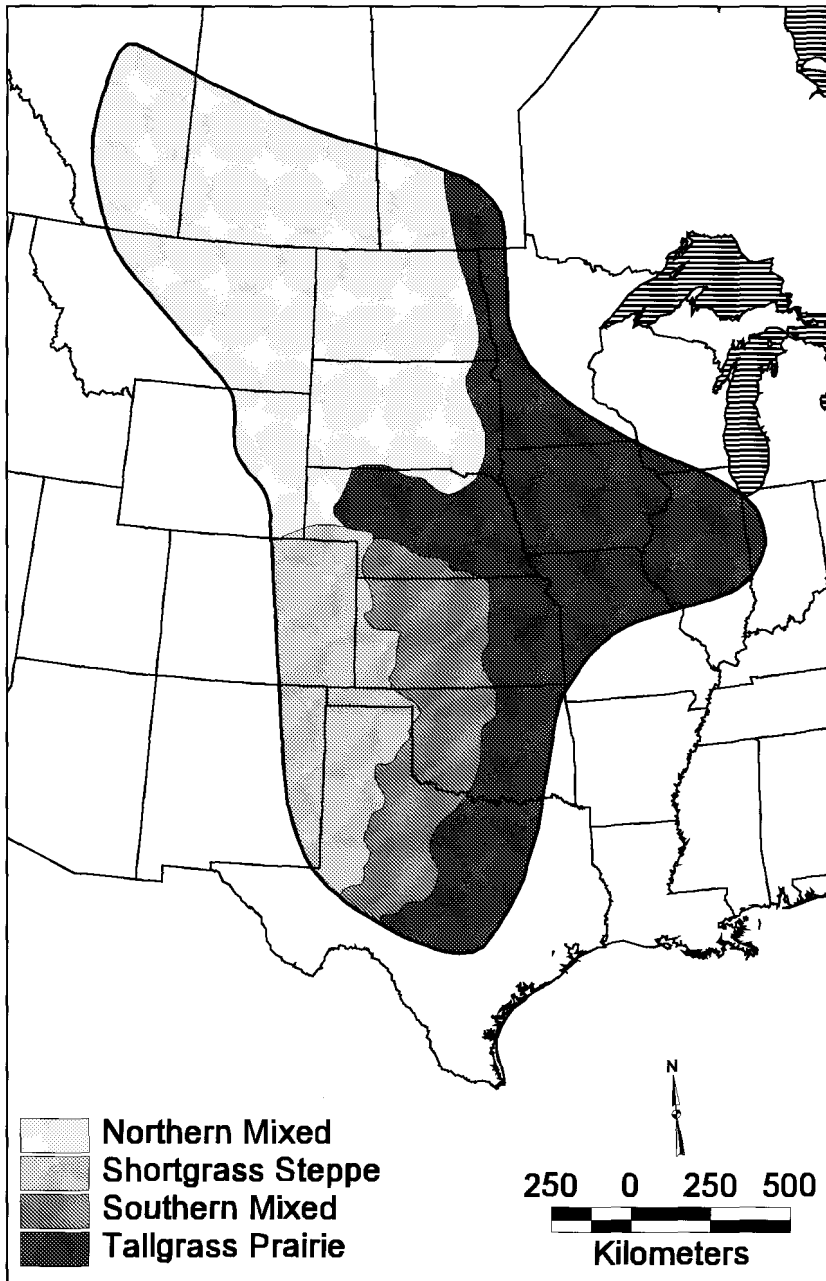 Northern Mixed
Shortgrass Steppe
Southern Mixed
Tallgrass Prairie
N
250 0 250 500
Kilometers